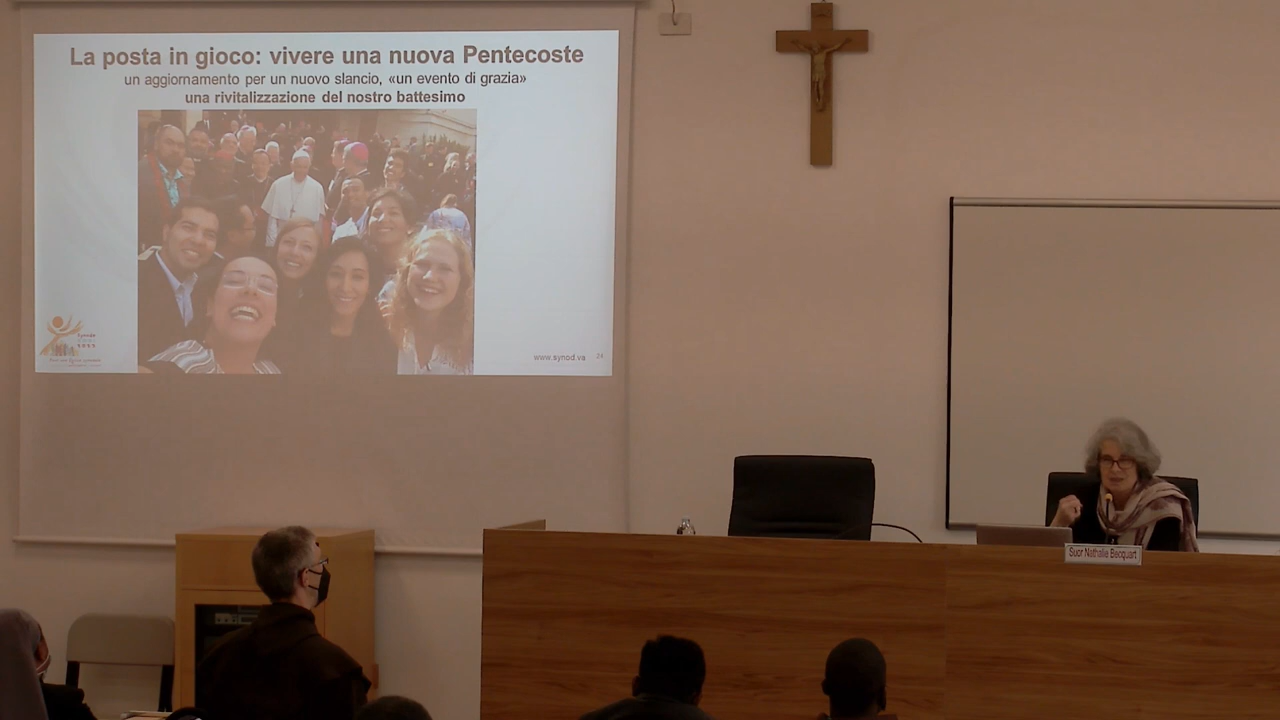 La posta in gioco: vivere una nuova Pentecoste
un aggiornamento per un nuovo slancio, «un evento di grazia»
una rivitalizzazione del nostro battesimo
www.synod.va
24
Suor Nathalie Becquart